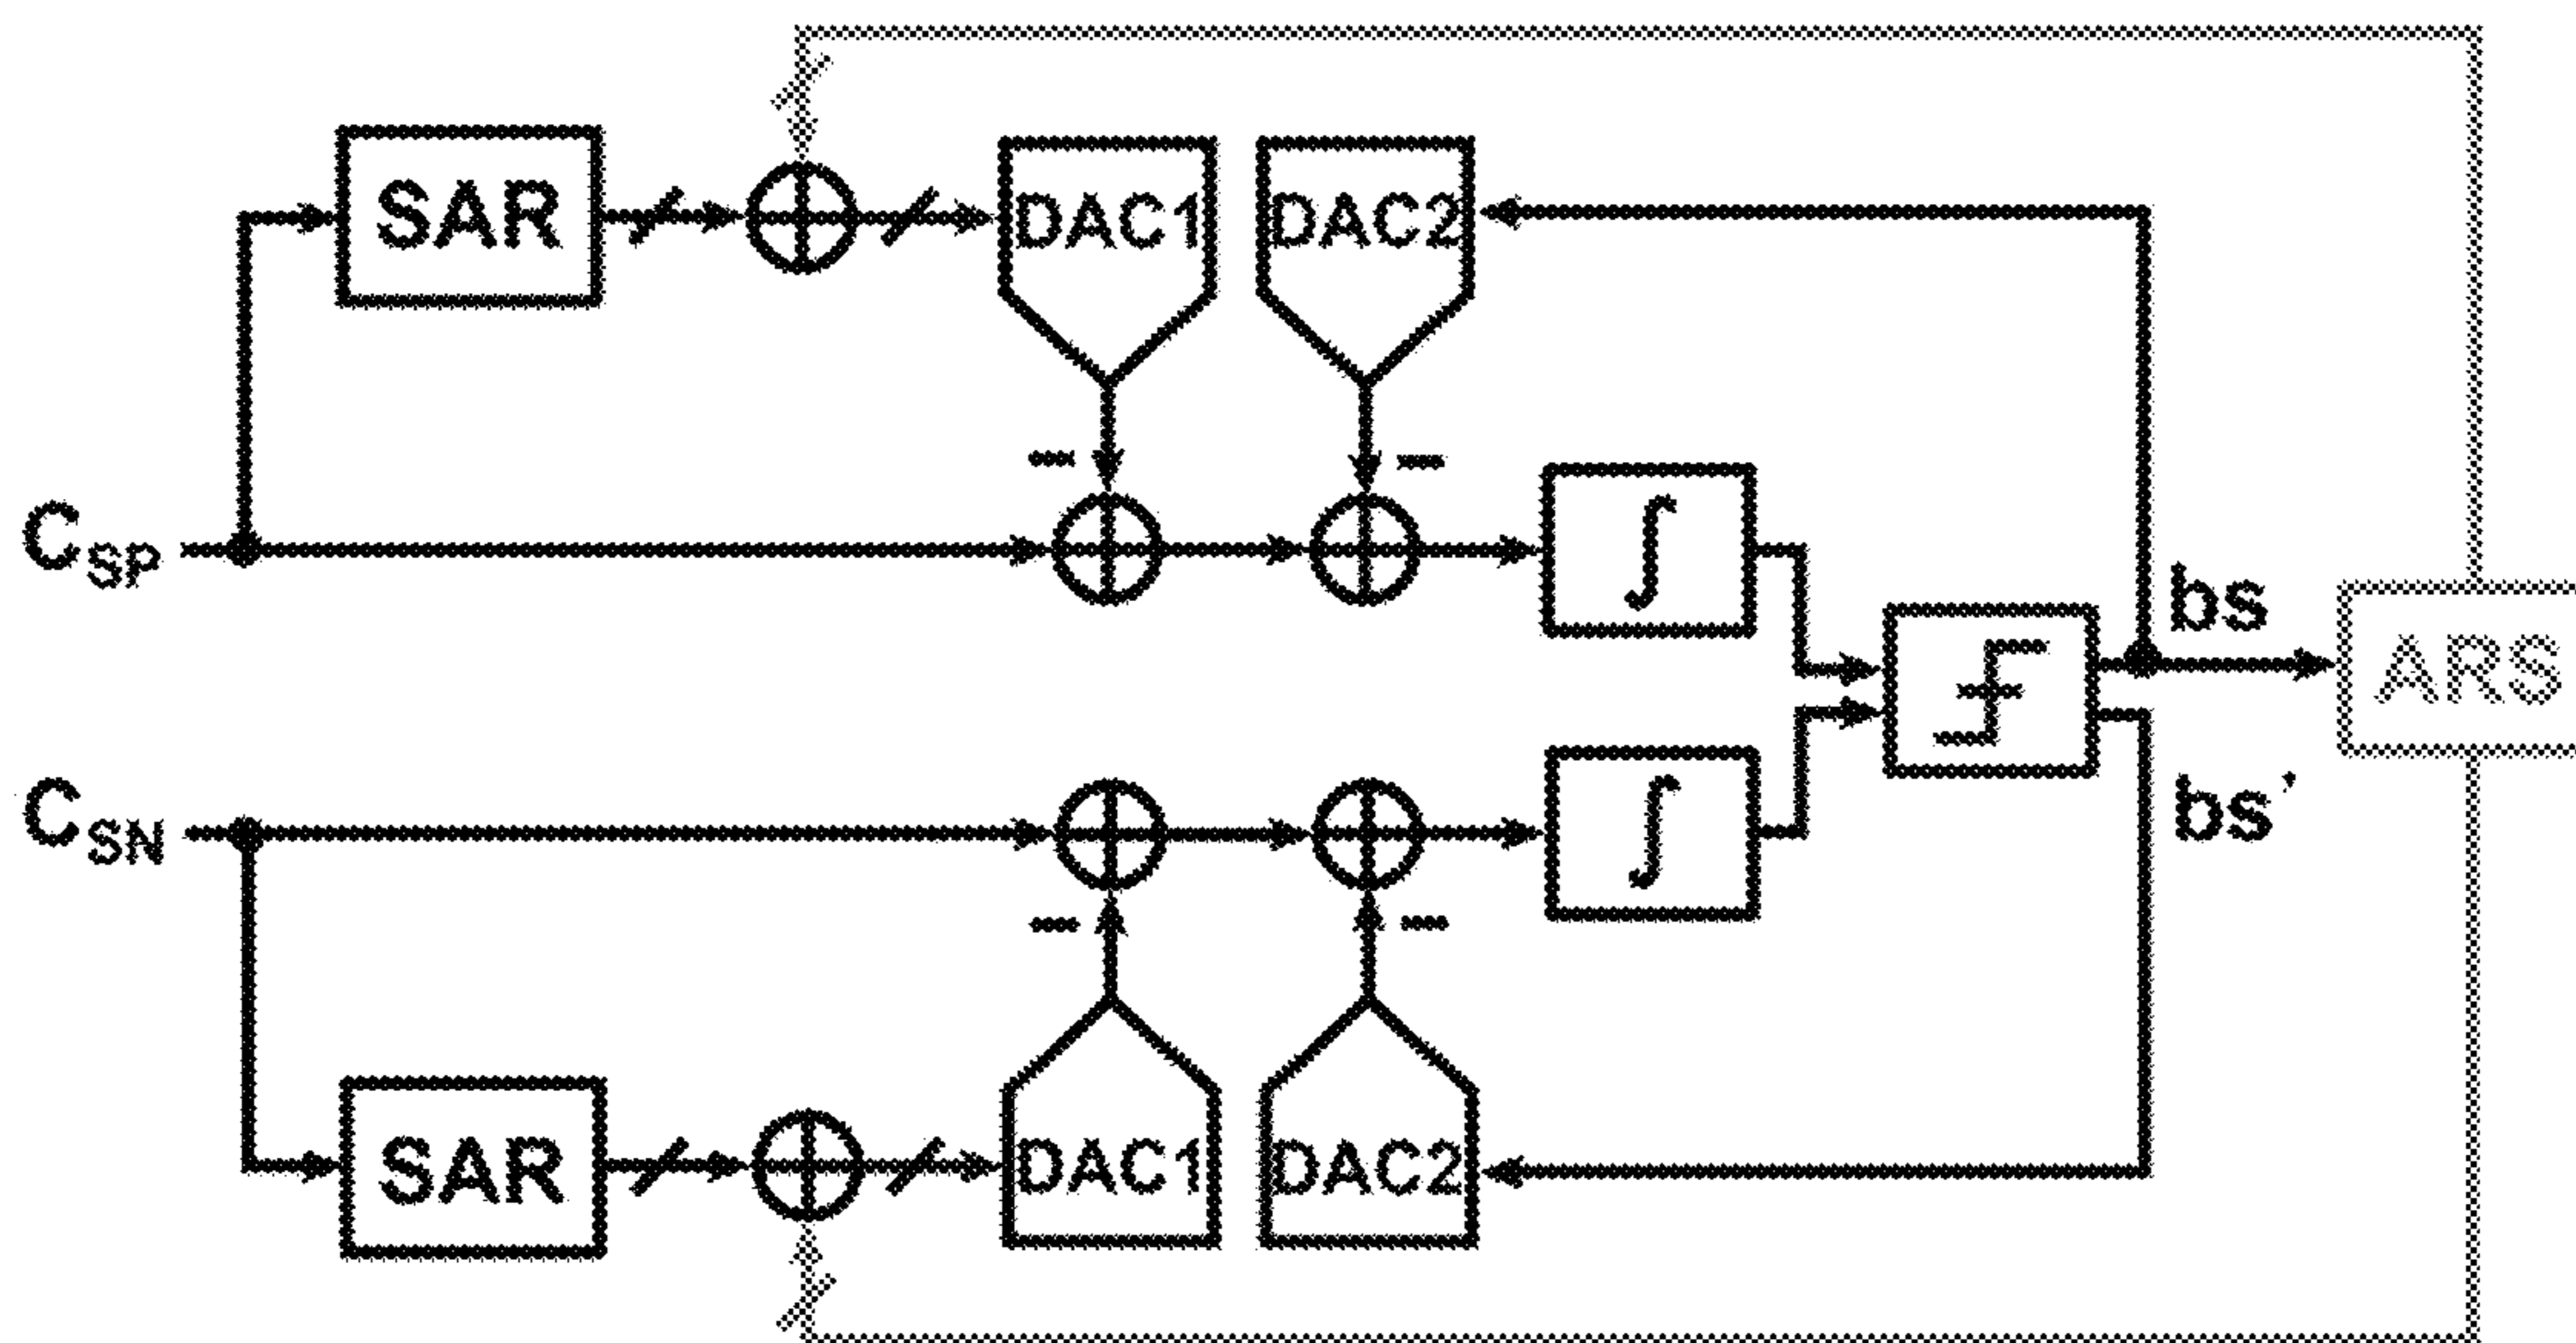 SAR
DAC1
DAC2
C_SP
∫
bs
ARS
C_SN
∫
bs'
SAR
DAC1
DAC2